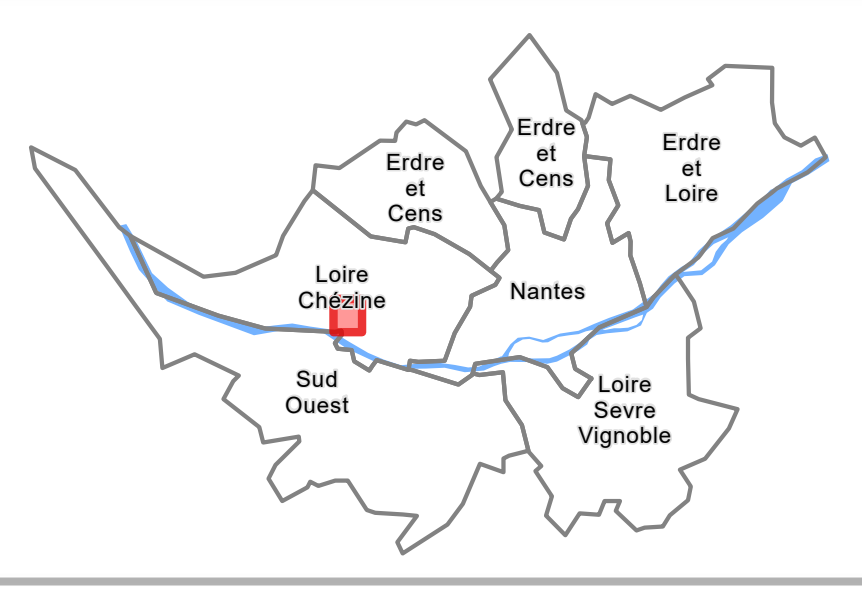 Erdre
et
Cens
Erdre
et
Cens
Erdre
et
Loire
Loire
Chézine
Nantes
Sud
Ouest
Loire
Sevre
Vignoble